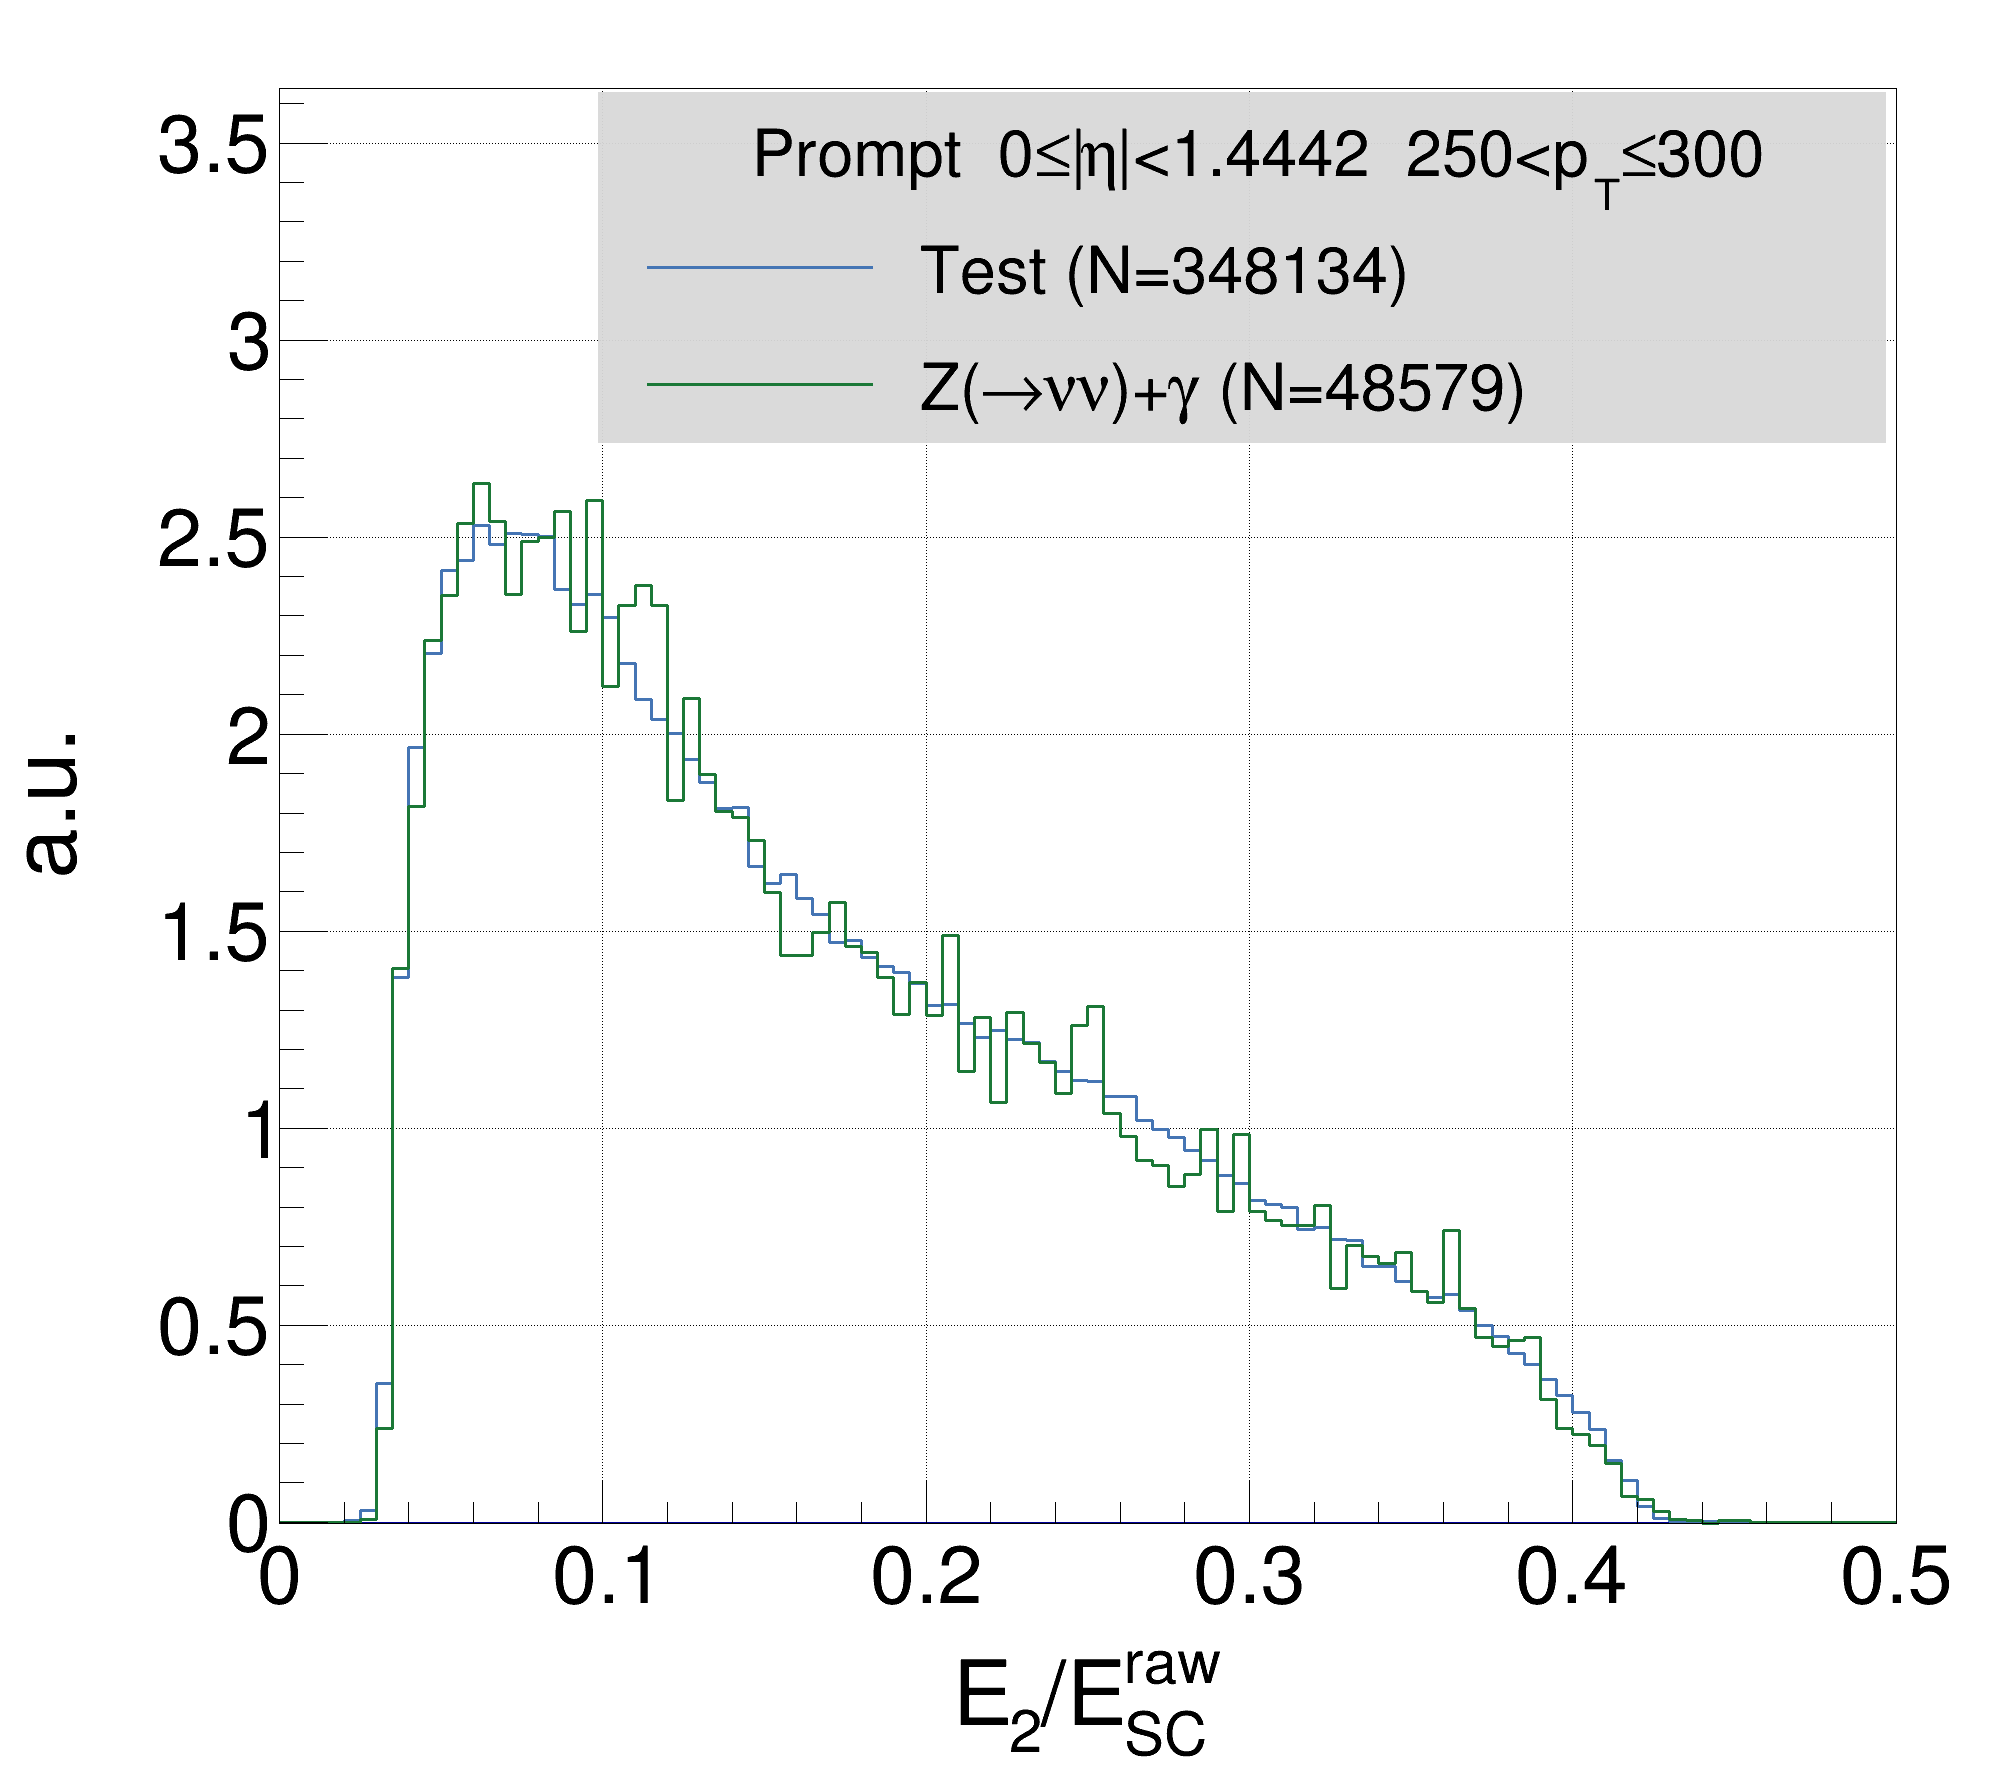 Prompt 0≤|η|<1.4442 250<p_T≤300
Test (N=348134)
Z(→νν)+γ (N=48579)
3.5
3
2.5
2
1.5
1
0.5
0
a.u.
0 0.1 0.2 0.3 0.4 0.5
E_2/E_SC^raw